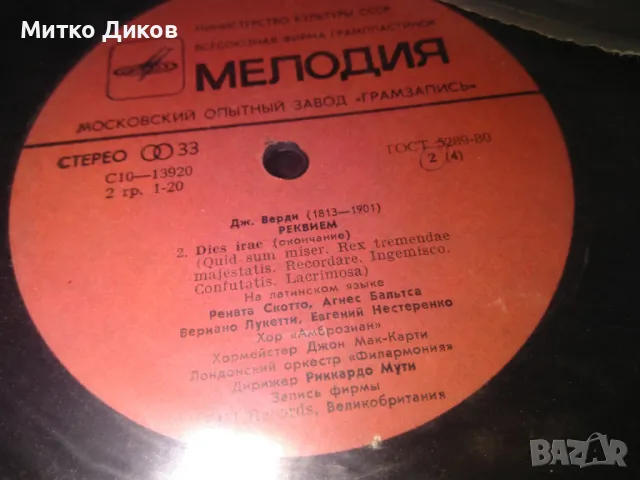 Митко Диков
МИНИСТЕРСТВО КУЛЬТУРЫ СССР
ВСЕСОЮЗНАЯ ФИРМА ГРАМПЛАСТИНОК
МЕЛОДИЯ
МОСКОВСКИЙ ОПЫТНЫЙ ЗАВОД «ГРАМЗАПИСЬ»
СТЕРЕО 33
ГОСТ 5289-80
С10—13920
2 (4)
2 гр. 1-20
Дж. Верди (1813—1901)
РЕКВИЕМ
2. Dies irae (окончание)
(Quid sum miser. Rex tremendae
majestatis. Recordare. Ingemisco.
Confutatis. Lacrimosa)
На латинском языке
Рената Скотто, Агнес Бальтса
Вериано Лукетти, Евгений Нестеренко
Хор «Амброзиан»
Хормейстер Джон Мак-Карти
Лондонский оркестр «Филармония»
Дирижер Риккардо Мути
Запись фирмы
Records, Великобритания
BAZAR